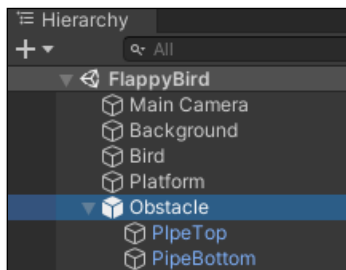 Hierarchy
All
FlappyBird
Main Camera
Background
Bird
Platform
Obstacle
PIpeTop
PipeBottom